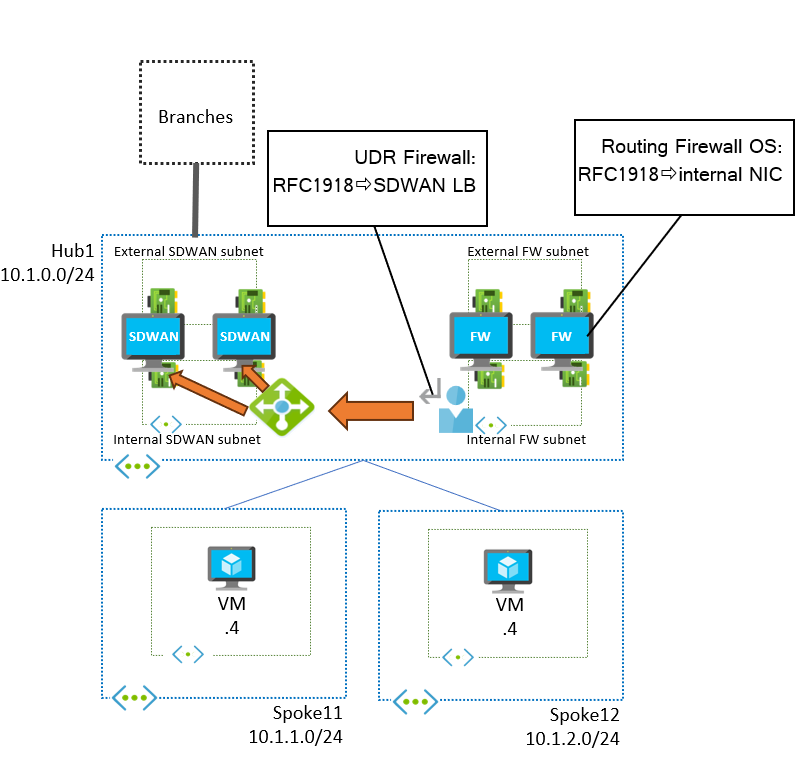 Branches
UDR Firewall:
RFC1918⇨SDWAN LB
Routing Firewall OS:
RFC1918⇨internal NIC
Hub1
10.1.0.0/24
External SDWAN subnet
External FW subnet
SDWAN
SDWAN
FW
FW
Internal SDWAN subnet
Internal FW subnet
VM
.4
VM
.4
Spoke11
10.1.1.0/24
Spoke12
10.1.2.0/24